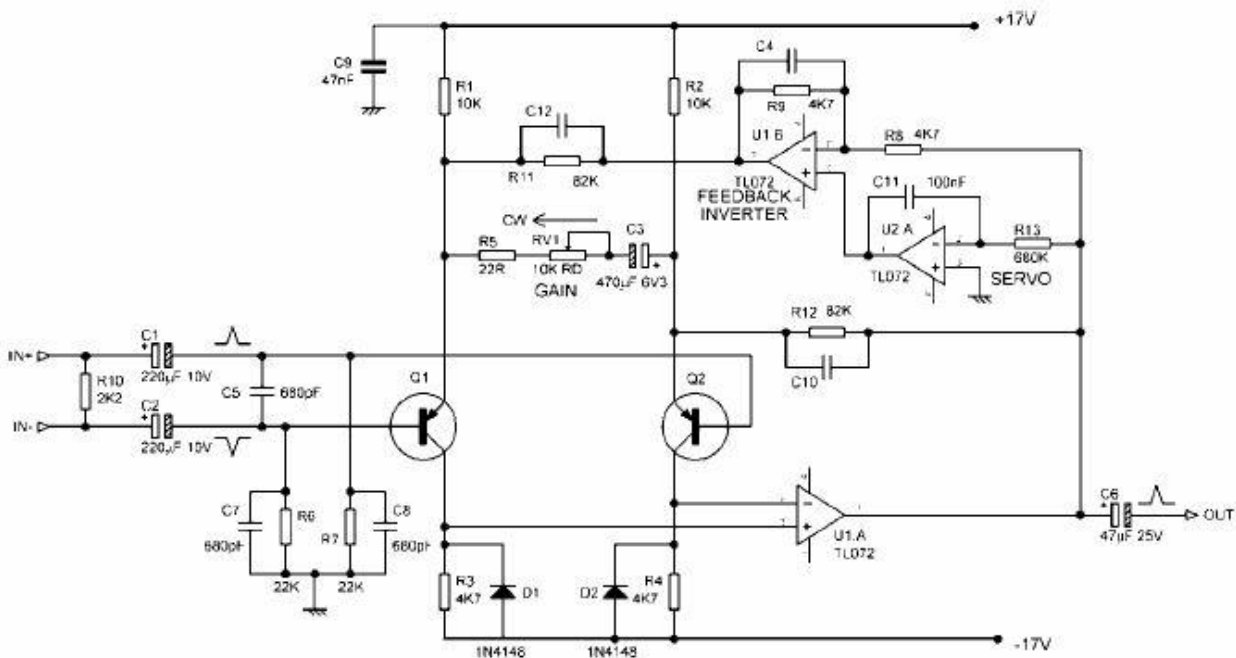 +17V
C9
47nF
R1
10K
R2
10K
C4
R9
4K7
C12
R11
82K
U1 B
TL072
FEEDBACK
INVERTER
R8
4K7
C11
100nF
U2 A
TL072
R13
680K
SERVO
CW
R5
22R
RV1
10K RD
GAIN
C3
470µF 6V3
+
R12
82K
C10
IN+
IN-
R10
2K2
C1
+
220µF 10V
C2
+
220µF 10V
C5
680pF
Q1
Q2
C7
680pF
R6
22K
R7
22K
C8
680pF
R3
4K7
D1
1N4148
D2
1N4148
R4
4K7
U1.A
TL072
C6
+
47µF 25V
OUT
-17V